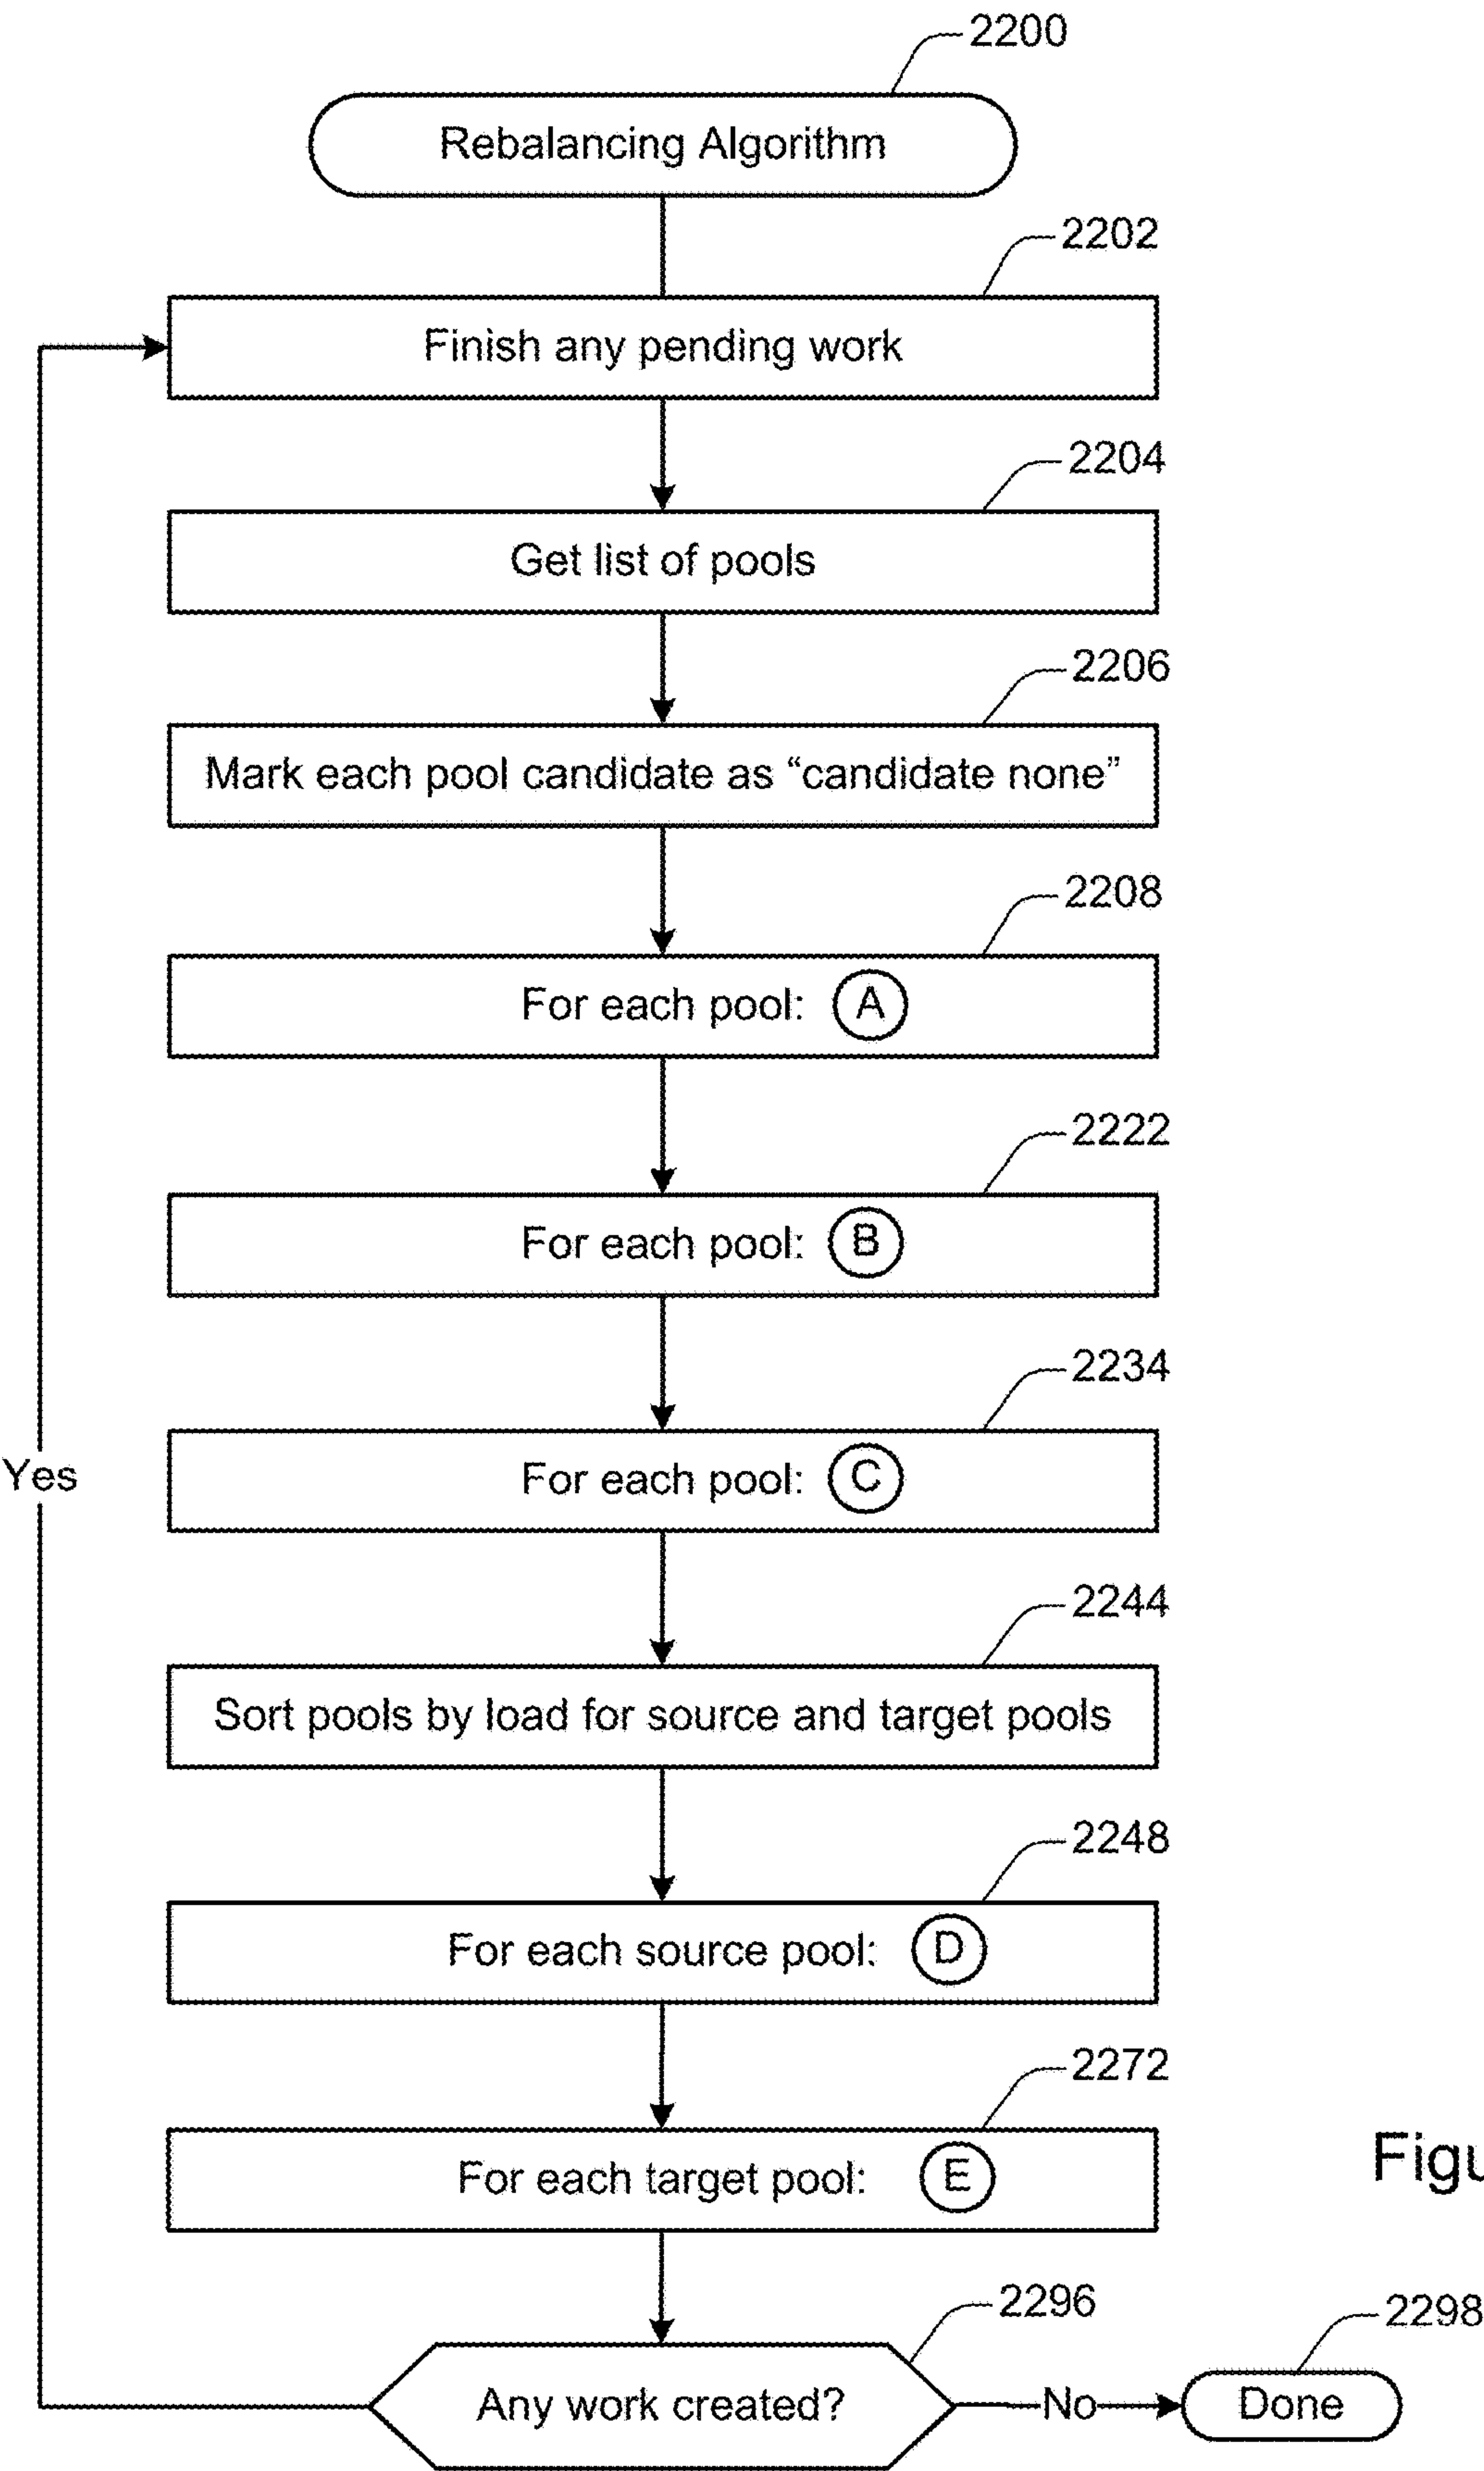 2200
Rebalancing Algorithm
2202
Finish any pending work
2204
Get list of pools
2206
Mark each pool candidate as “candidate none”
2208
For each pool: A
2222
For each pool: B
2234
For each pool: C
Yes
2244
Sort pools by load for source and target pools
2248
For each source pool: D
2272
For each target pool: E
Figu
2296
2298
Any work created?
No
Done